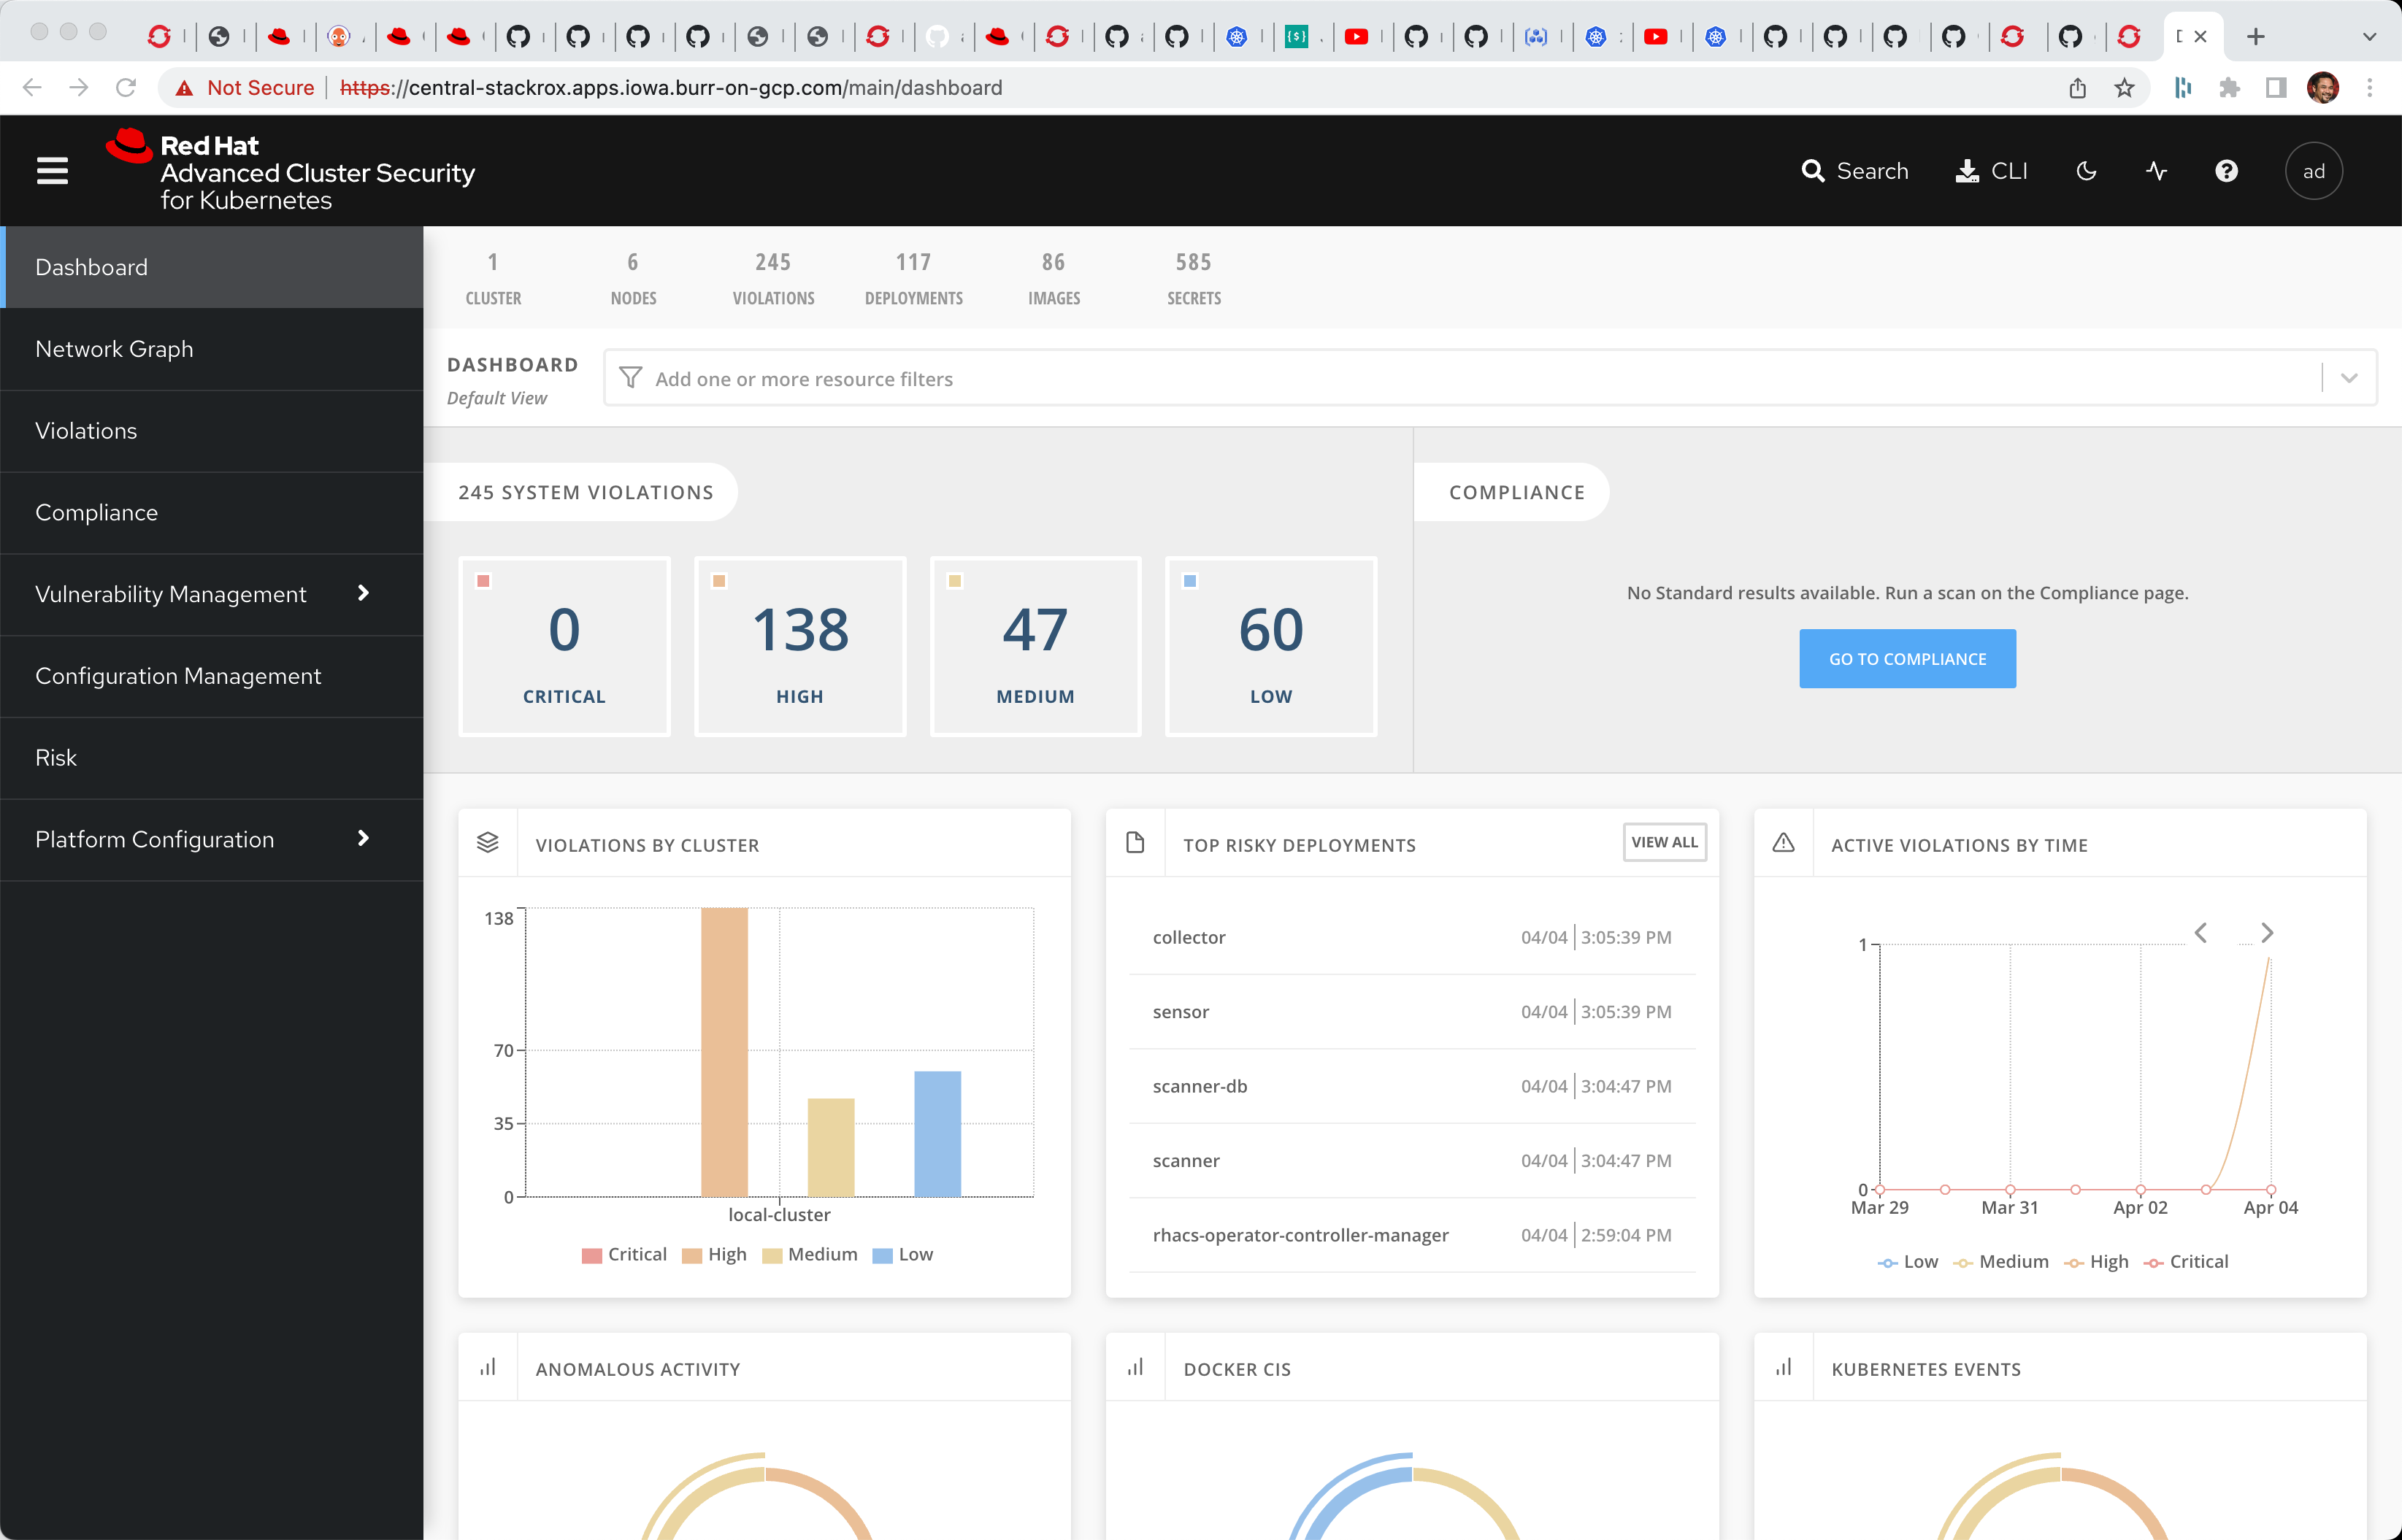 Not Secure
https://central-stackrox.apps.iowa.burr-on-gcp.com/main/dashboard
Red Hat
Advanced Cluster Security
for Kubernetes
Search
CLI
ad
Dashboard
Network Graph
Violations
Compliance
Vulnerability Management
Configuration Management
Risk
Platform Configuration
1
CLUSTER
6
NODES
245
VIOLATIONS
117
DEPLOYMENTS
86
IMAGES
585
SECRETS
DASHBOARD
Default View
Add one or more resource filters
245 SYSTEM VIOLATIONS
0
CRITICAL
138
HIGH
47
MEDIUM
60
LOW
COMPLIANCE
No Standard results available. Run a scan on the Compliance page.
GO TO COMPLIANCE
VIOLATIONS BY CLUSTER
138
70
35
0
local-cluster
Critical High Medium Low
TOP RISKY DEPLOYMENTS
VIEW ALL
collector 04/04 3:05:39 PM
sensor 04/04 3:05:39 PM
scanner-db 04/04 3:04:47 PM
scanner 04/04 3:04:47 PM
rhacs-operator-controller-manager 04/04 2:59:04 PM
ACTIVE VIOLATIONS BY TIME
1
0
Mar 29 Mar 31 Apr 02 Apr 04
Low Medium High Critical
ANOMALOUS ACTIVITY
DOCKER CIS
KUBERNETES EVENTS